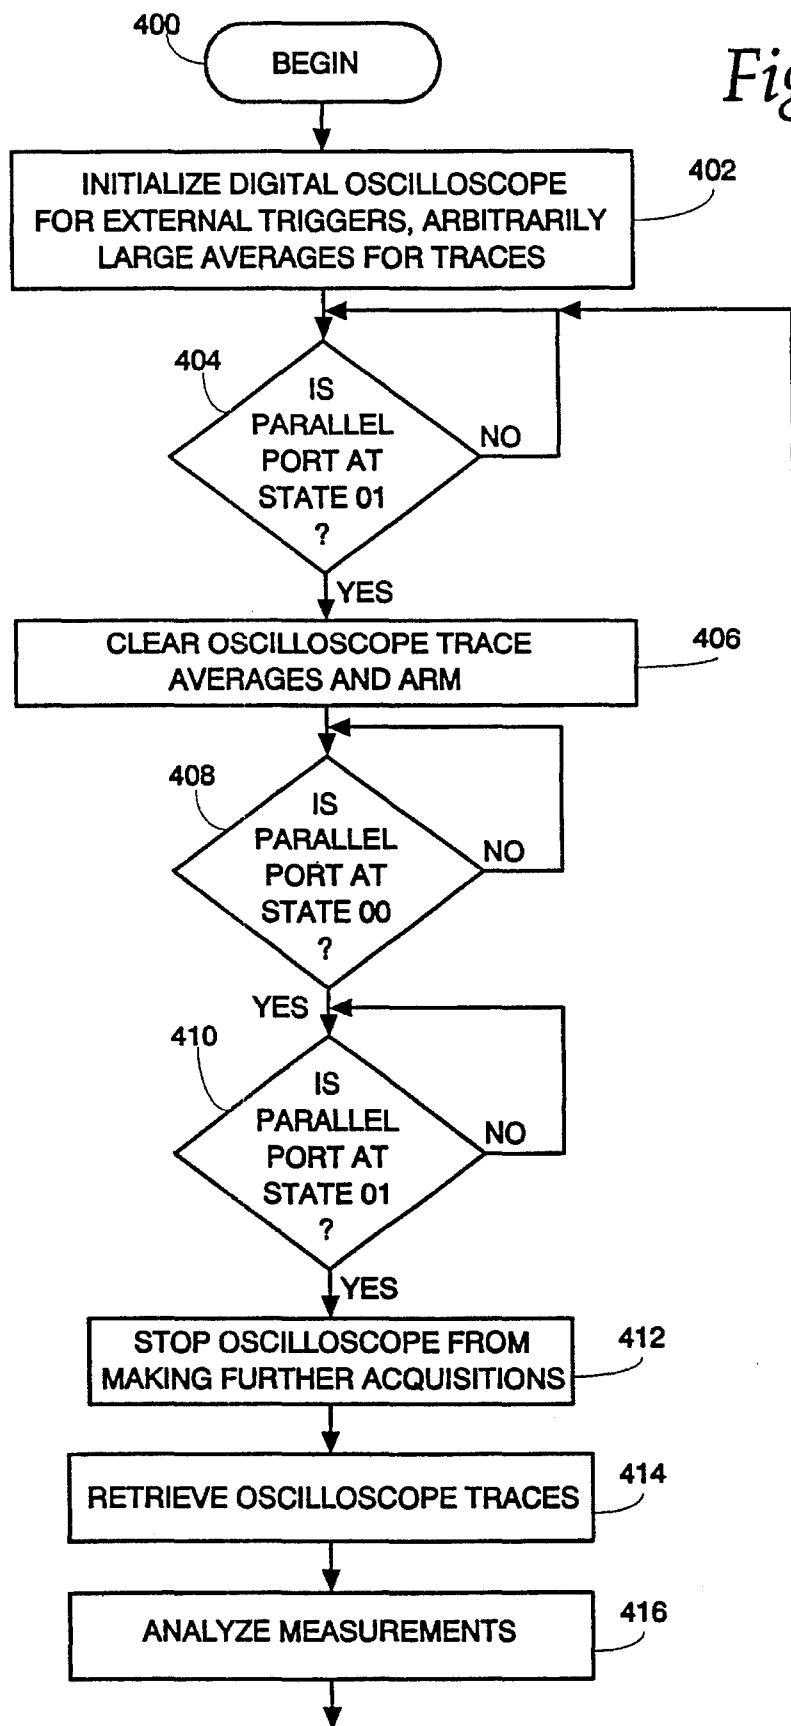 400
BEGIN
Fig
INITIALIZE DIGITAL OSCILLOSCOPE
FOR EXTERNAL TRIGGERS, ARBITRARILY
LARGE AVERAGES FOR TRACES
402
404
IS
PARALLEL
PORT AT
STATE 01
?
NO
YES
CLEAR OSCILLOSCOPE TRACE
AVERAGES AND ARM
406
408
IS
PARALLEL
PORT AT
STATE 00
?
NO
YES
410
IS
PARALLEL
PORT AT
STATE 01
?
NO
YES
STOP OSCILLOSCOPE FROM
MAKING FURTHER ACQUISITIONS
412
RETRIEVE OSCILLOSCOPE TRACES
414
ANALYZE MEASUREMENTS
416